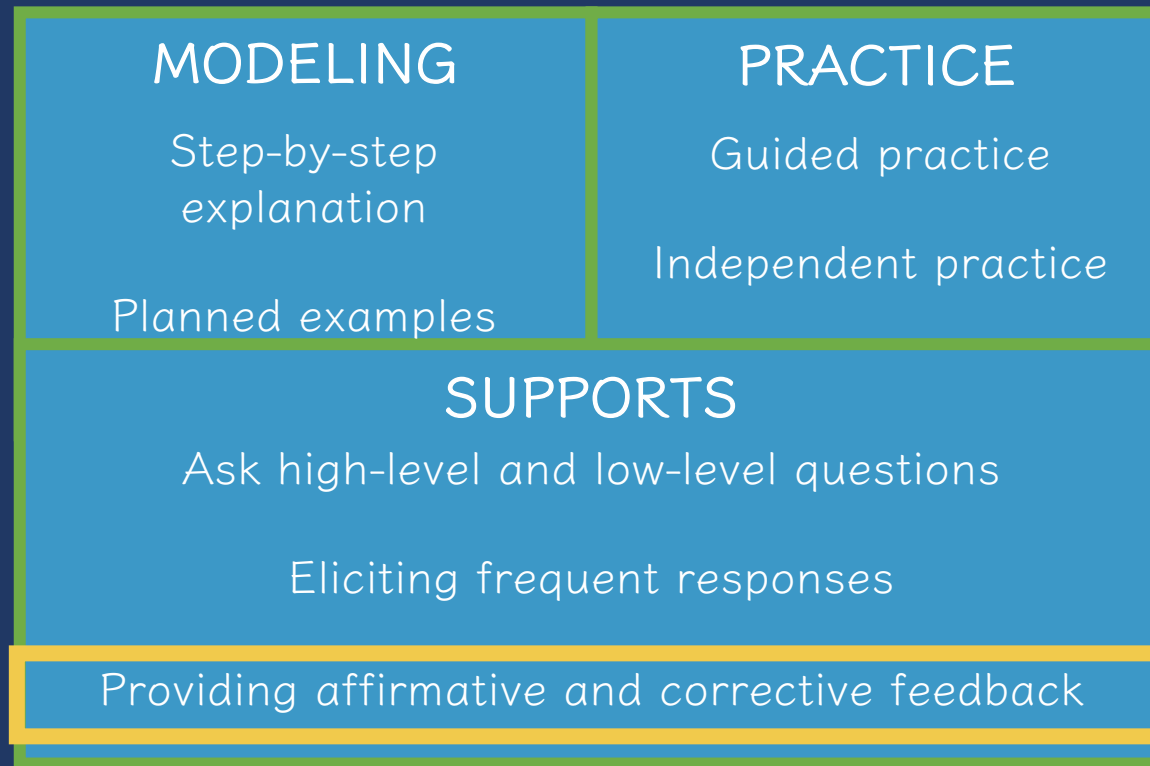 MODELING
Step-by-step
explanation
Planned examples
PRACTICE
Guided practice
Independent practice
SUPPORTS
Ask high-level and low-level questions
Eliciting frequent responses
Providing affirmative and corrective feedback